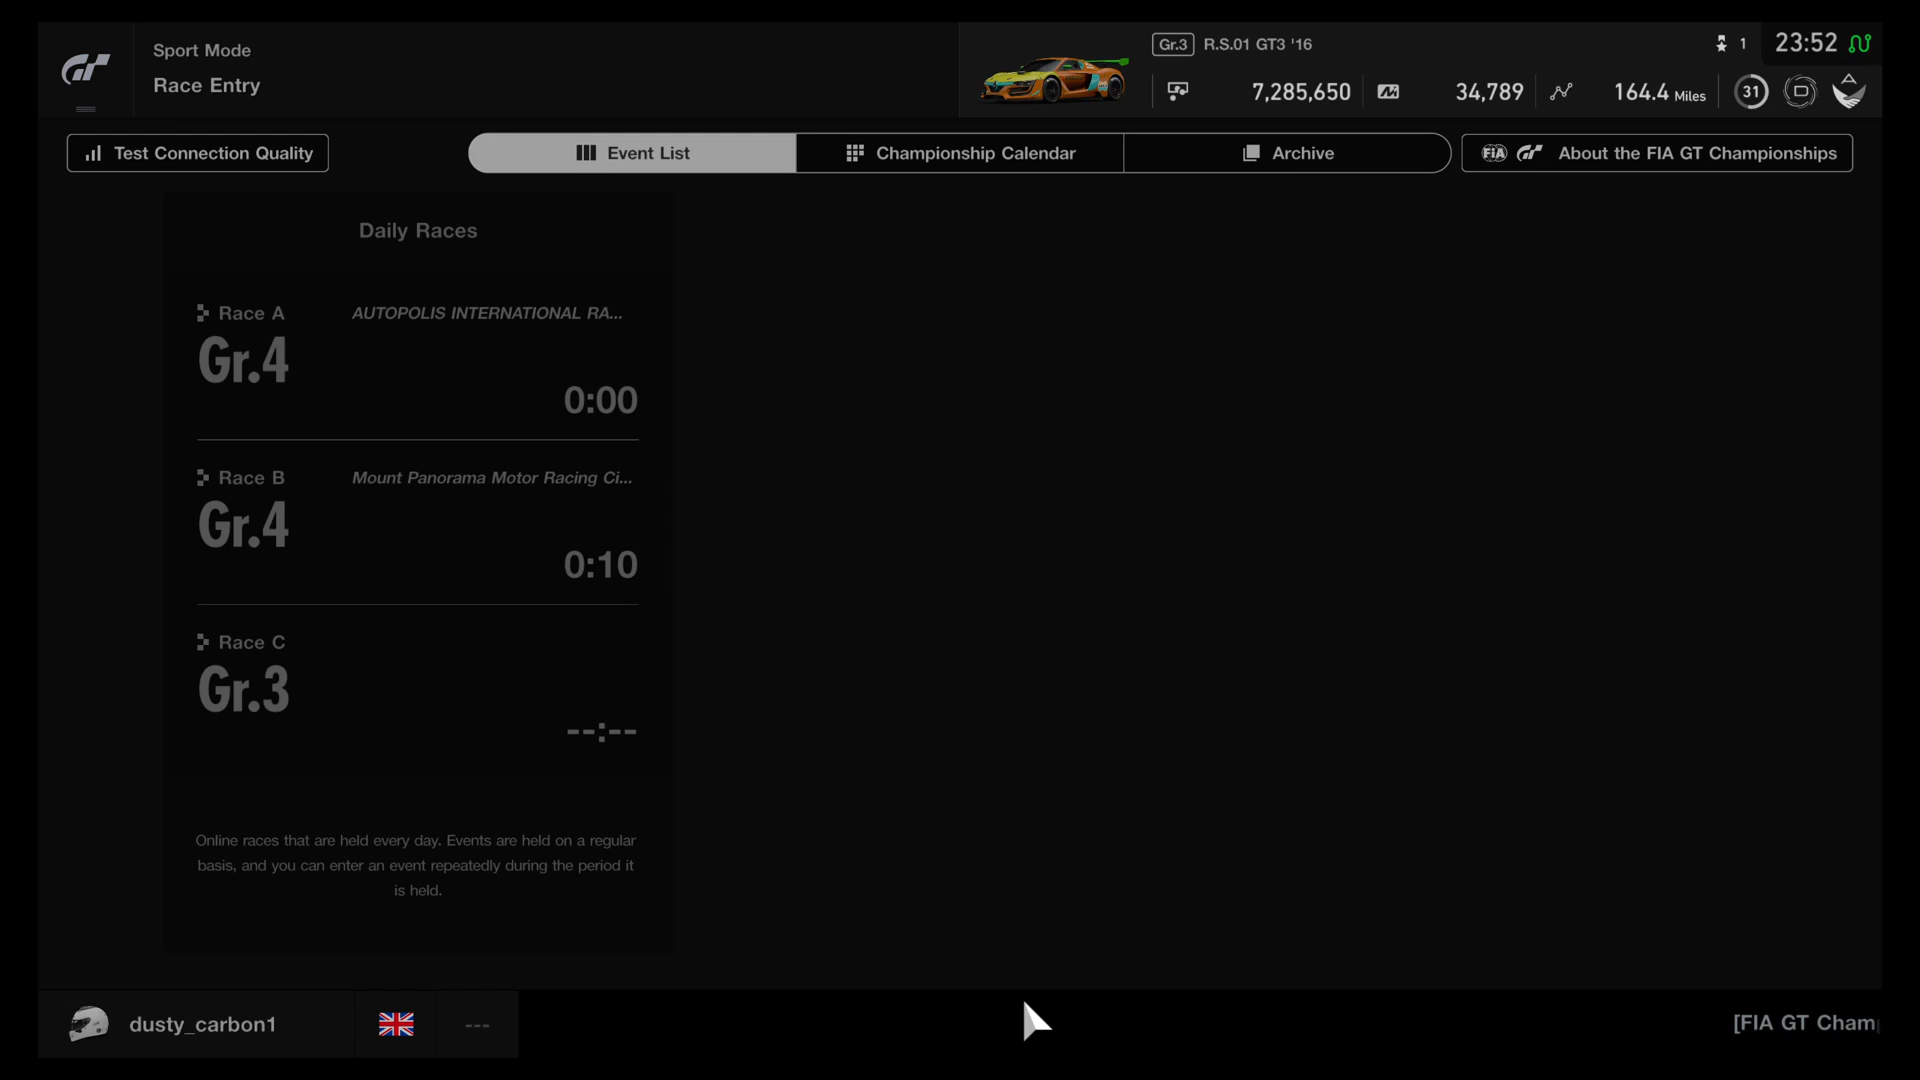 Sport Mode
Race Entry
Gr.3 R.S.01 GT3 '16
1 23:52
7,285,650 34,789 164.4 Miles 31 D A
Test Connection Quality
Event List
Championship Calendar
Archive
FIA GT About the FIA GT Championships
Daily Races
Race A AUTOPOLIS INTERNATIONAL RA...
Gr.4
0:00
Race B Mount Panorama Motor Racing Ci...
Gr.4
0:10
Race C
Gr.3
--:--
Online races that are held every day. Events are held on a regular
basis, and you can enter an event repeatedly during the period it
is held.
dusty_carbon1 ---
[FIA GT Cham